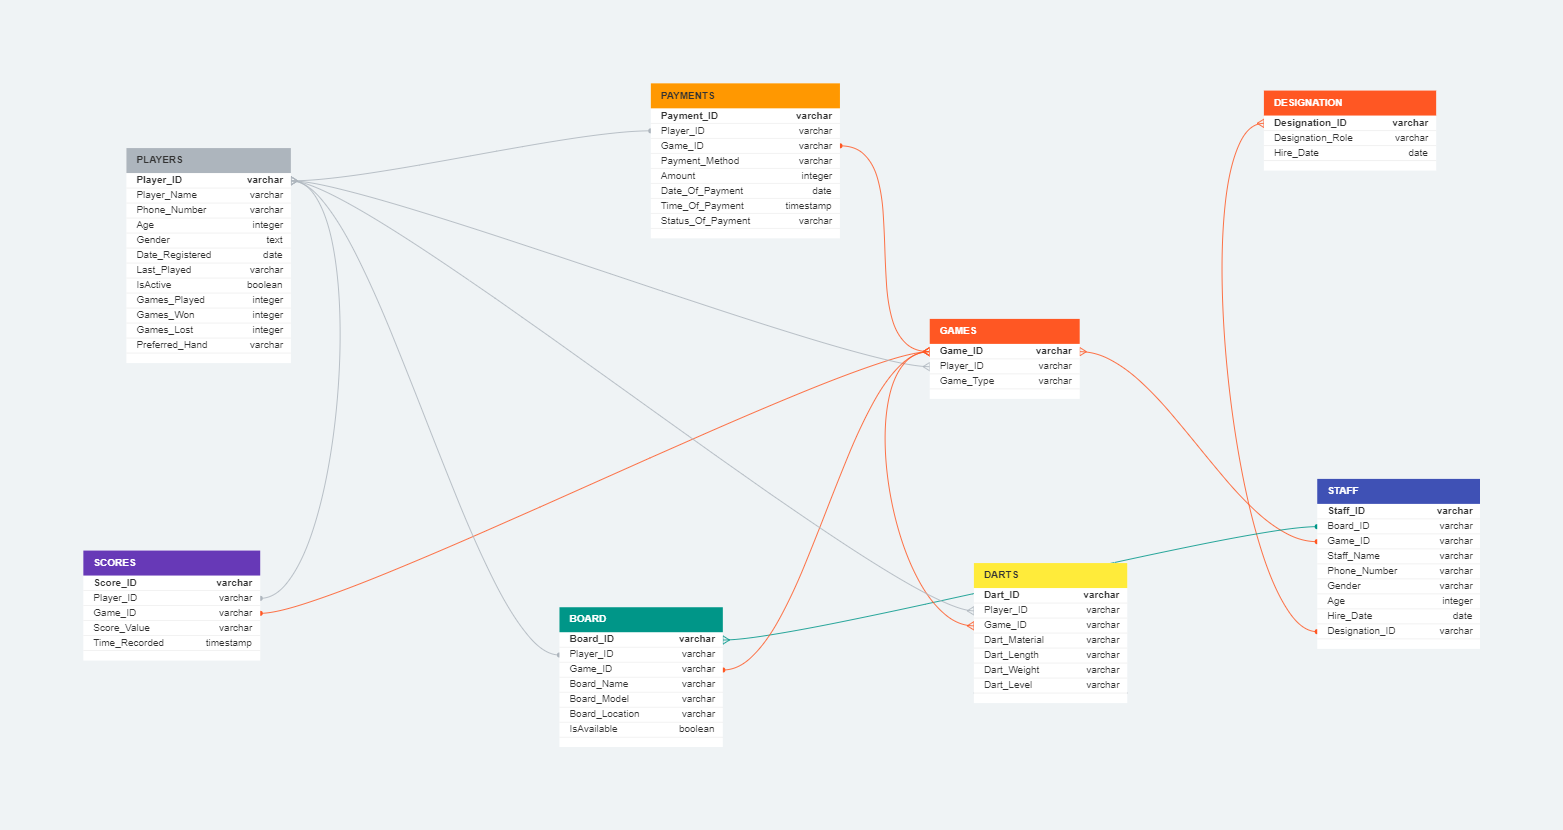 PAYMENTS
Payment_ID varchar
Player_ID varchar
Game_ID varchar
Payment_Method varchar
Amount integer
Date_Of_Payment date
Time_Of_Payment timestamp
Status_Of_Payment varchar
DESIGNATION
Designation_ID varchar
Designation_Role varchar
Hire_Date date
PLAYERS
Player_ID varchar
Player_Name varchar
Phone_Number varchar
Age integer
Gender text
Date_Registered date
Last_Played varchar
IsActive boolean
Games_Played integer
Games_Won integer
Games_Lost integer
Preferred_Hand varchar
GAMES
Game_ID varchar
Player_ID varchar
Game_Type varchar
STAFF
Staff_ID varchar
Board_ID varchar
Game_ID varchar
Staff_Name varchar
Phone_Number varchar
Gender varchar
Age integer
Hire_Date date
Designation_ID varchar
SCORES
Score_ID varchar
Player_ID varchar
Game_ID varchar
Score_Value varchar
Time_Recorded timestamp
BOARD
Board_ID varchar
Player_ID varchar
Game_ID varchar
Board_Name varchar
Board_Model varchar
Board_Location varchar
IsAvailable boolean
DARTS
Dart_ID varchar
Player_ID varchar
Game_ID varchar
Dart_Material varchar
Dart_Length varchar
Dart_Weight varchar
Dart_Level varchar